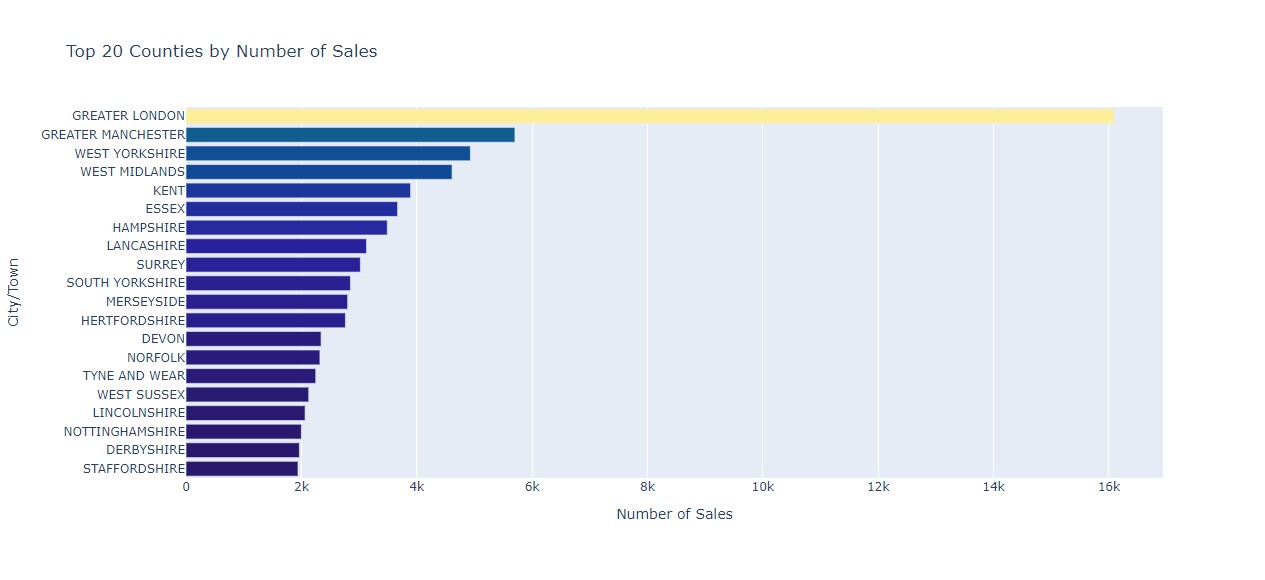 Top 20 Counties by Number of Sales
GREATER LONDON
GREATER MANCHESTER
WEST YORKSHIRE
WEST MIDLANDS
KENT
ESSEX
HAMPSHIRE
LANCASHIRE
SURREY
SOUTH YORKSHIRE
MERSEYSIDE
HERTFORDSHIRE
DEVON
NORFOLK
TYNE AND WEAR
WEST SUSSEX
LINCOLNSHIRE
NOTTINGHAMSHIRE
DERBYSHIRE
STAFFORDSHIRE
City/Town
0 2k 4k 6k 8k 10k 12k 14k 16k
Number of Sales